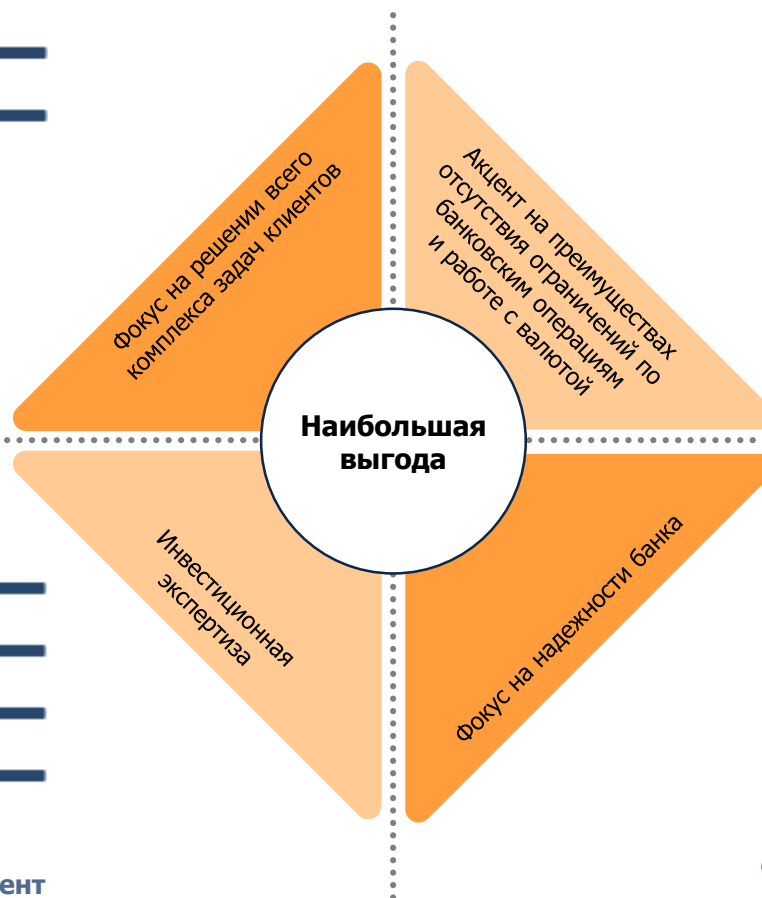 Фокус на решении всего
комплекса задач клиентов
Акцент на преимуществах
отсутствия ограничений по
банковским операциям
и работе с валютой
Наибольшая
выгода
Инвестиционная
экспертиза
Фокус на надежности банка
ент